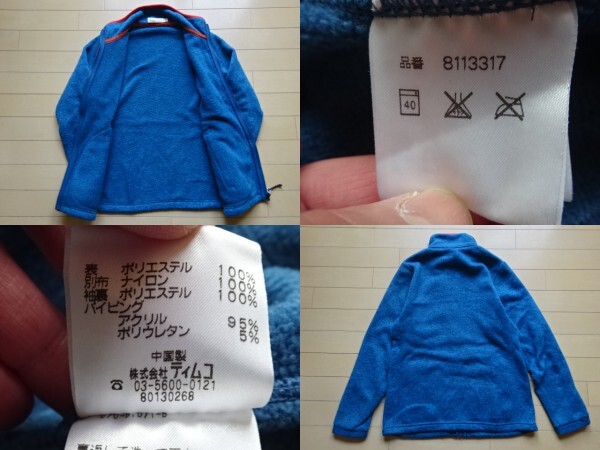 品番 8113317
40
表 ポリエステル 100%
別布 ナイロン 100%
袖裏 ポリエステル 100%
パイピング
アクリル 95%
ポリウレタン 5%
中国製
株式会社 ティムコ
☎ 03-5600-0121
80130268